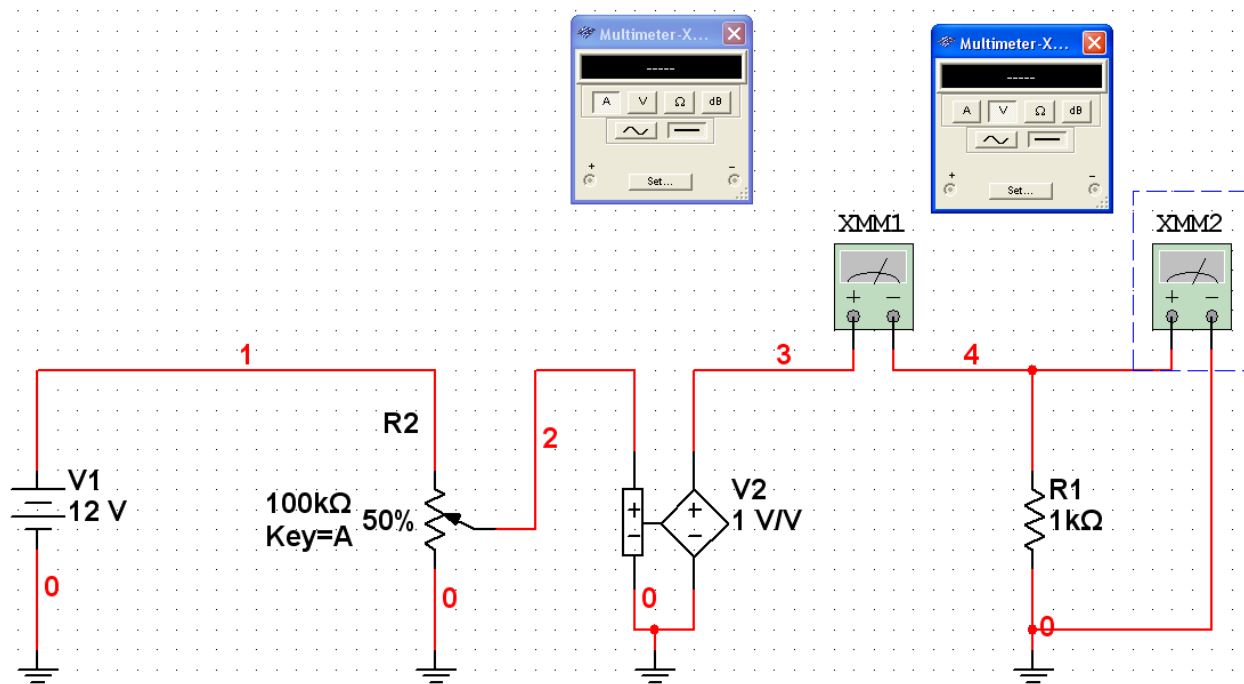 Multimeter-X...
-----
A V Ω dB
+ −
Set...
Multimeter-X...
-----
A V Ω dB
+ −
Set...
XMM1
+ −
XMM2
+ −
1
3
4
R2
2
V1
12 V
100kΩ
Key=A
50%
+
−
+
−
V2
1 V/V
R1
1kΩ
0
0
0
0